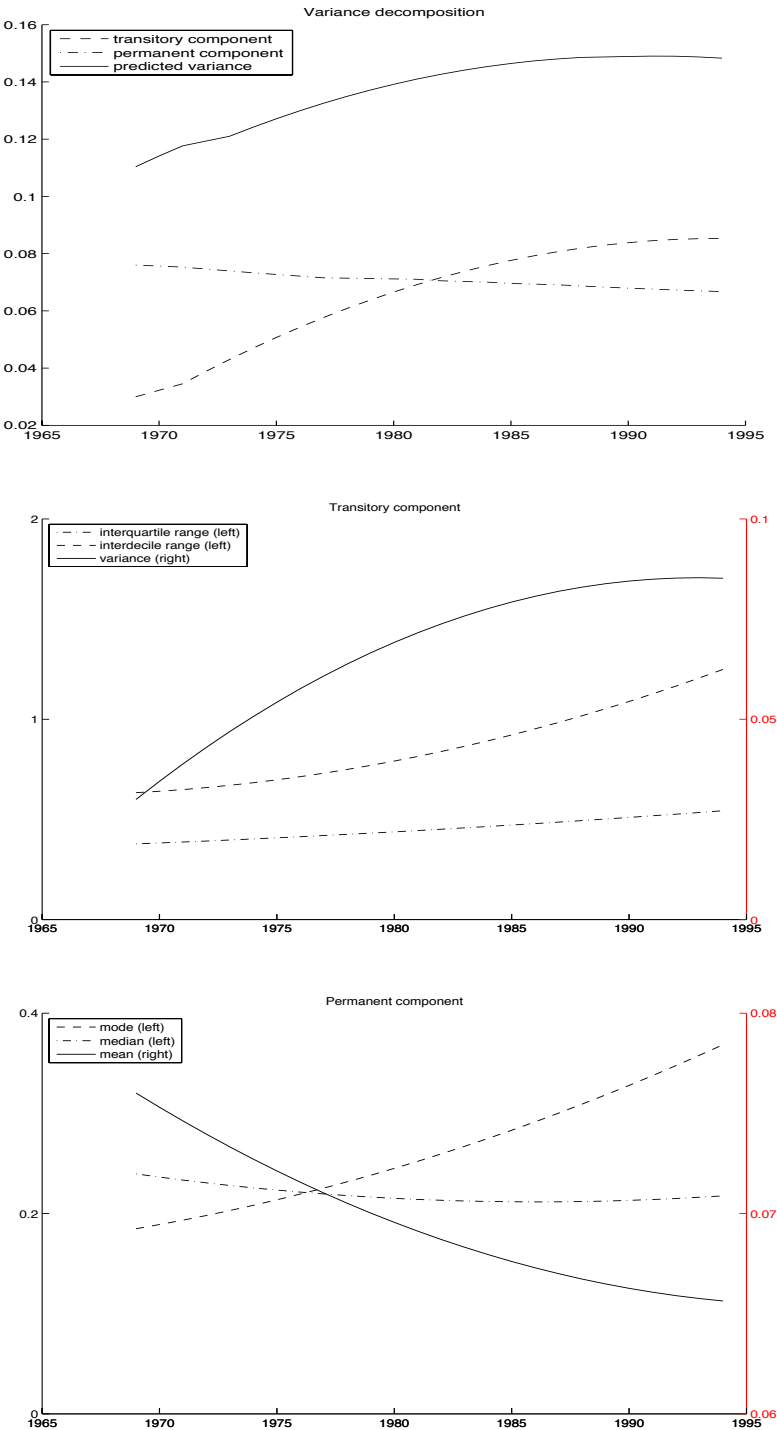 Variance decomposition
0.16
transitory component
permanent component
predicted variance
0.14
0.12
0.1
0.08
0.06
0.04
0.02
1965 1970 1975 1980 1985 1990 1995
Transitory component
2 0.1
interquartile range (left)
interdecile range (left)
variance (right)
1 0.05
0 0
1965 1970 1975 1980 1985 1990 1995
Permanent component
0.4 0.08
mode (left)
median (left)
mean (right)
0.3
0.2 0.07
0.1
0 0.06
1965 1970 1975 1980 1985 1990 1995